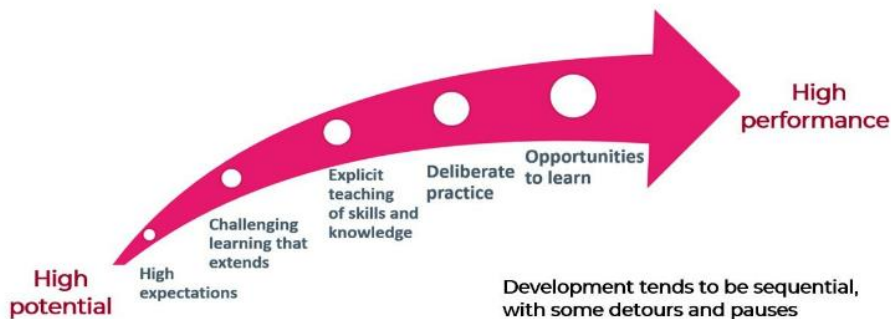 High
potential
High
expectations
Challenging
learning that
extends
Explicit
teaching
of skills and
knowledge
Deliberate
practice
Opportunities
to learn
High
performance
Development tends to be sequential,
with some detours and pauses